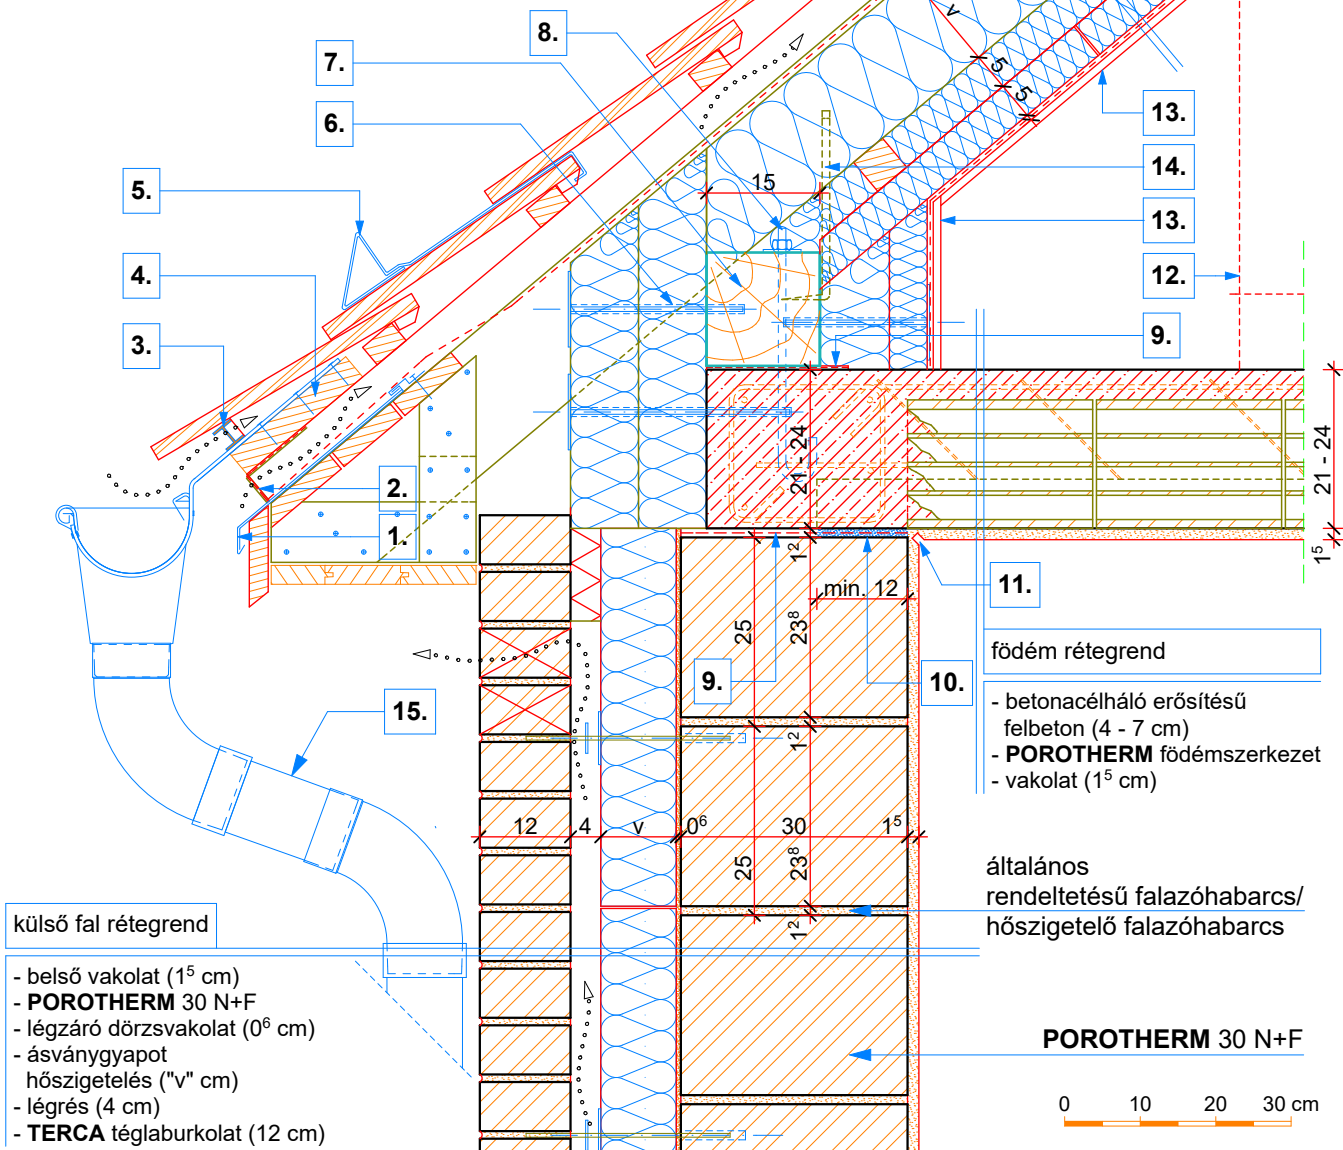 8.
7.
6.
5.
4.
3.
2.
1.
v
5
5
13.
14.
15
13.
12.
9.
21 - 24
21 - 24
1⁵
11.
1²
min. 12
25
23⁸
9.
10.
födém rétegrend
- betonacélháló erősítésű
felbeton (4 - 7 cm)
- POROTHERM födémszerkezet
- vakolat (1⁵ cm)
15.
1²
12
4
v
0⁶
30
1⁵
25
23⁸
1²
általános
rendeltetésű falazóhabarcs/
hőszigetelő falazóhabarcs
külső fal rétegrend
- belső vakolat (1⁵ cm)
- POROTHERM 30 N+F
- légzáró dörzsvakolat (0⁶ cm)
- ásványgyapot
hőszigetelés ("v" cm)
- légrés (4 cm)
- TERCA téglaburkolat (12 cm)
POROTHERM 30 N+F
0 10 20 30 cm